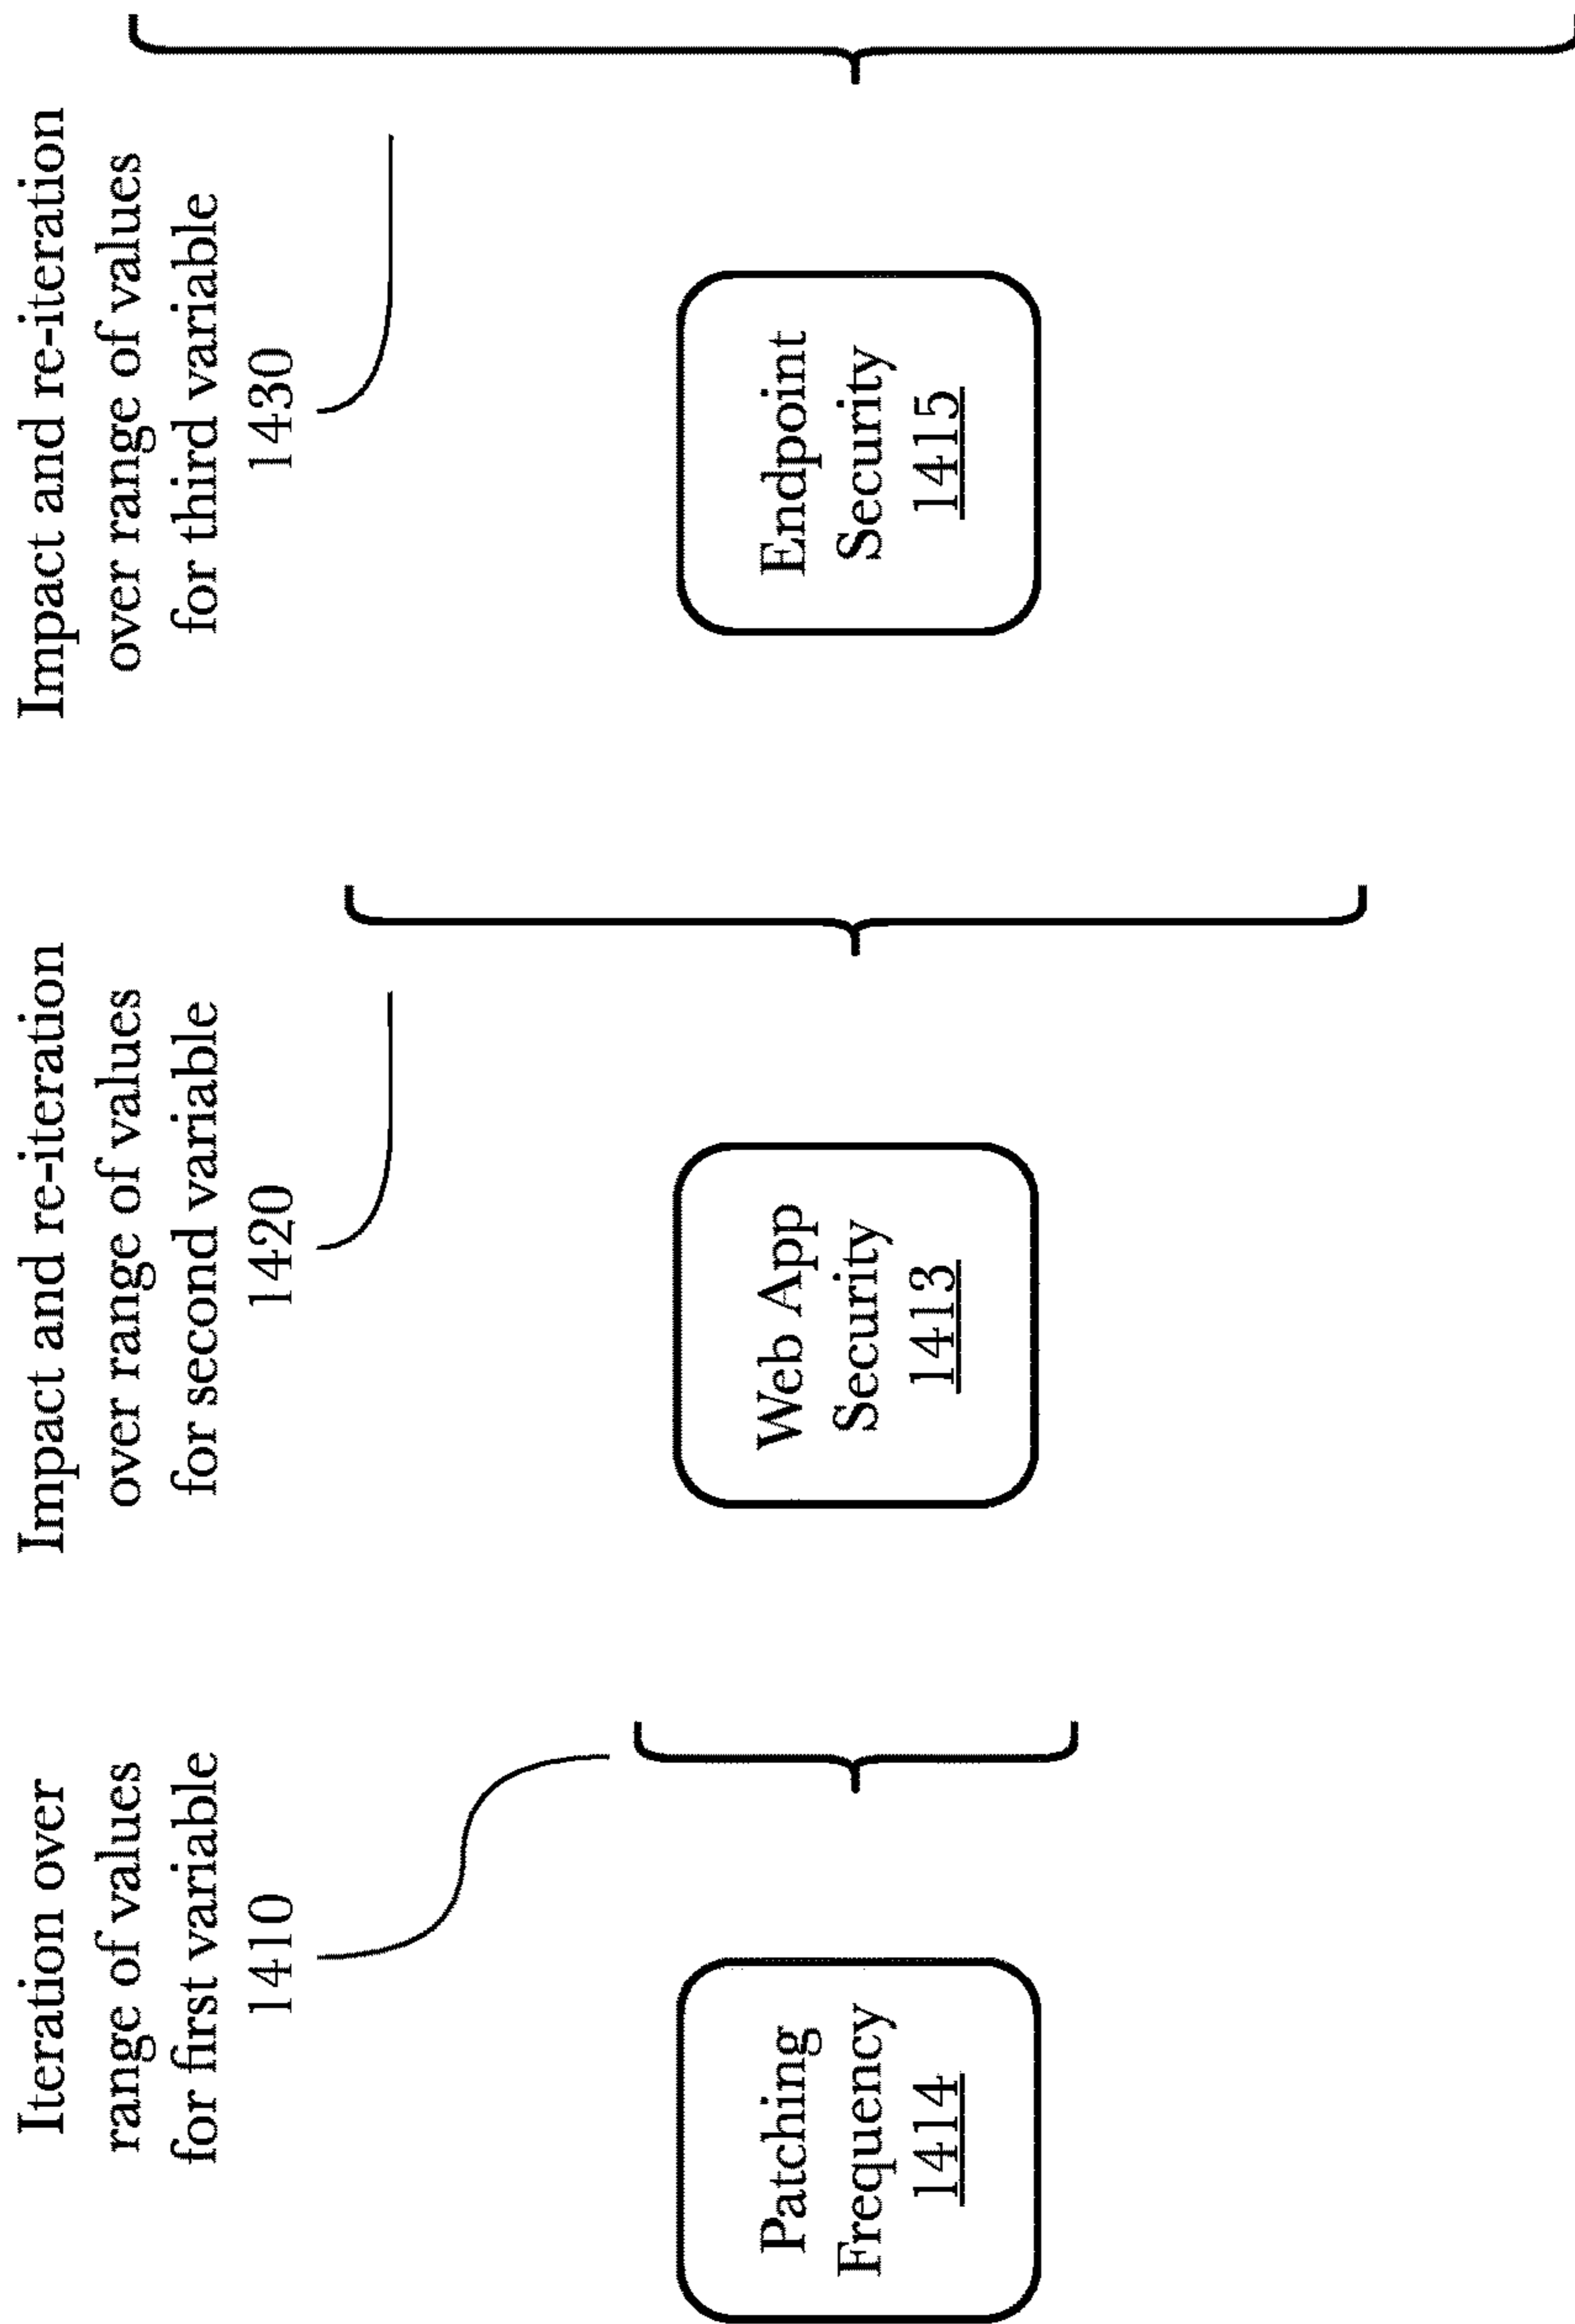 Iteration over
range of values
for first variable
1410
Impact and re-iteration
over range of values
for second variable
1420
Impact and re-iteration
over range of values
for third variable
1430
Patching
Frequency
1414
Web App
Security
1413
Endpoint
Security
1415